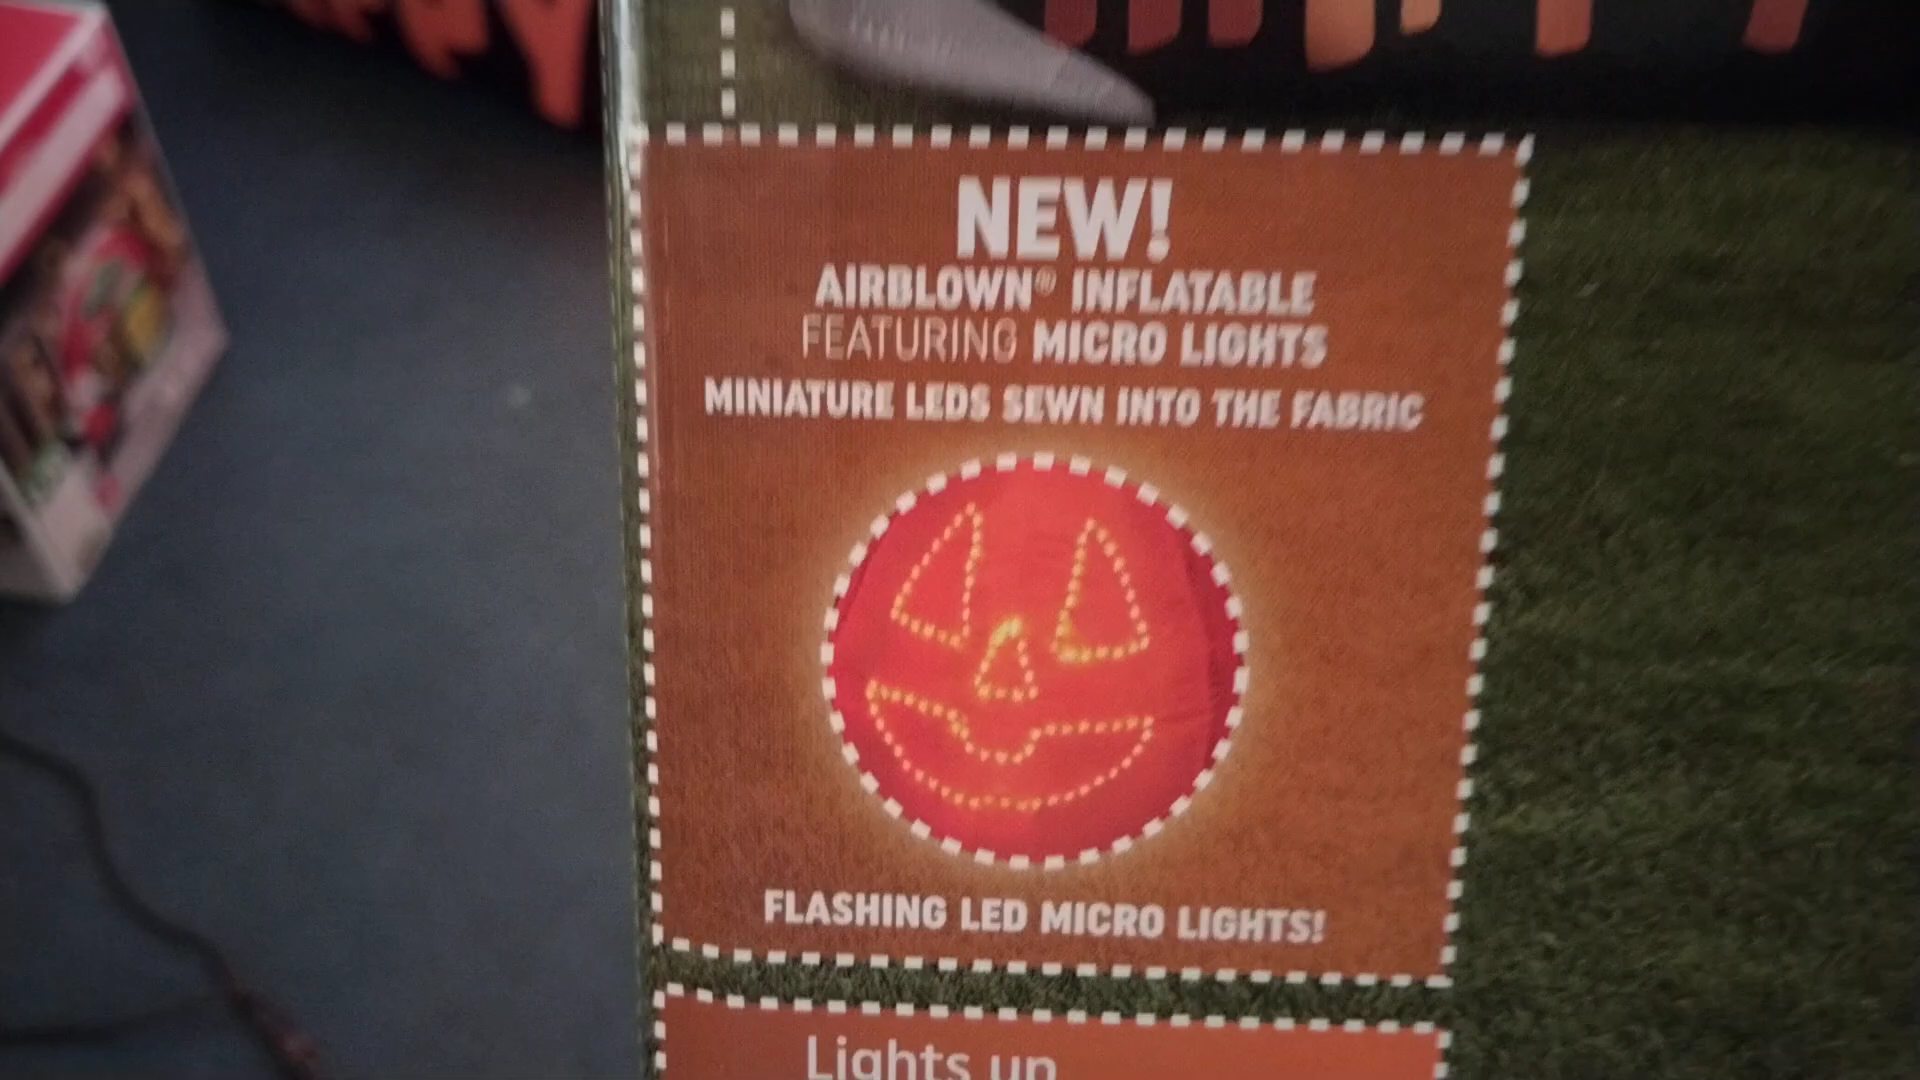 NEW!
AIRBLOWN® INFLATABLE
FEATURING MICRO LIGHTS
MINIATURE LEDS SEWN INTO THE FABRIC
FLASHING LED MICRO LIGHTS!
Lights up